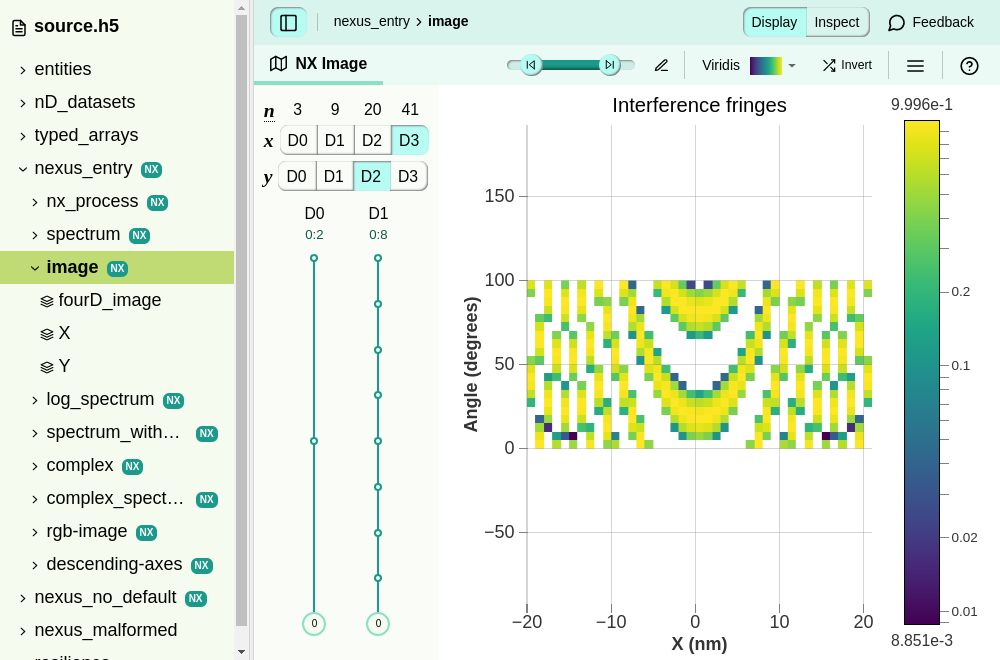 source.h5
entities
nD_datasets
typed_arrays
nexus_entry NX
nx_process NX
spectrum NX
image NX
fourD_image
X
Y
log_spectrum NX
spectrum_with… NX
complex NX
complex_spect… NX
rgb-image NX
descending-axes NX
nexus_no_default NX
nexus_malformed
resilience
nexus_entry › image
Display Inspect
Feedback
NX Image
Viridis
Invert
n 3 9 20 41
x D0 D1 D2 D3
y D0 D1 D2 D3
D0 D1
0:2 0:8
0 0
Interference fringes
150
100
50
0
−50
−20 −10 0 10 20
X (nm)
Angle (degrees)
9.996e-1
0.2
0.1
0.02
0.01
8.851e-3